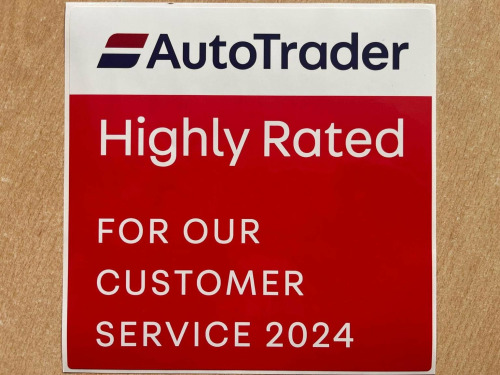 AutoTrader
Highly Rated
FOR OUR
CUSTOMER
SERVICE 2024